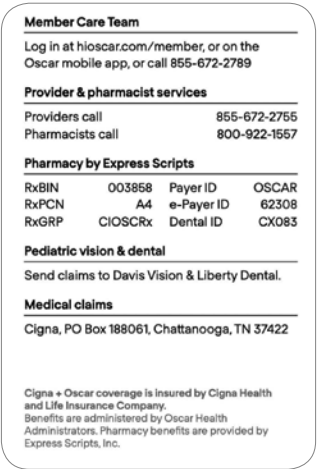 Member Care Team
Log in at hioscar.com/member, or on the
Oscar mobile app, or call 855-672-2789
Provider & pharmacist services
Providers call 855-672-2755
Pharmacists call 800-922-1557
Pharmacy by Express Scripts
RxBIN 003858 Payer ID OSCAR
RxPCN A4 e-Payer ID 62308
RxGRP CIOSCRx Dental ID CX083
Pediatric vision & dental
Send claims to Davis Vision & Liberty Dental.
Medical claims
Cigna, PO Box 188061, Chattanooga, TN 37422
Cigna + Oscar coverage is insured by Cigna Health
and Life Insurance Company.
Benefits are administered by Oscar Health
Administrators. Pharmacy benefits are provided by
Express Scripts, Inc.